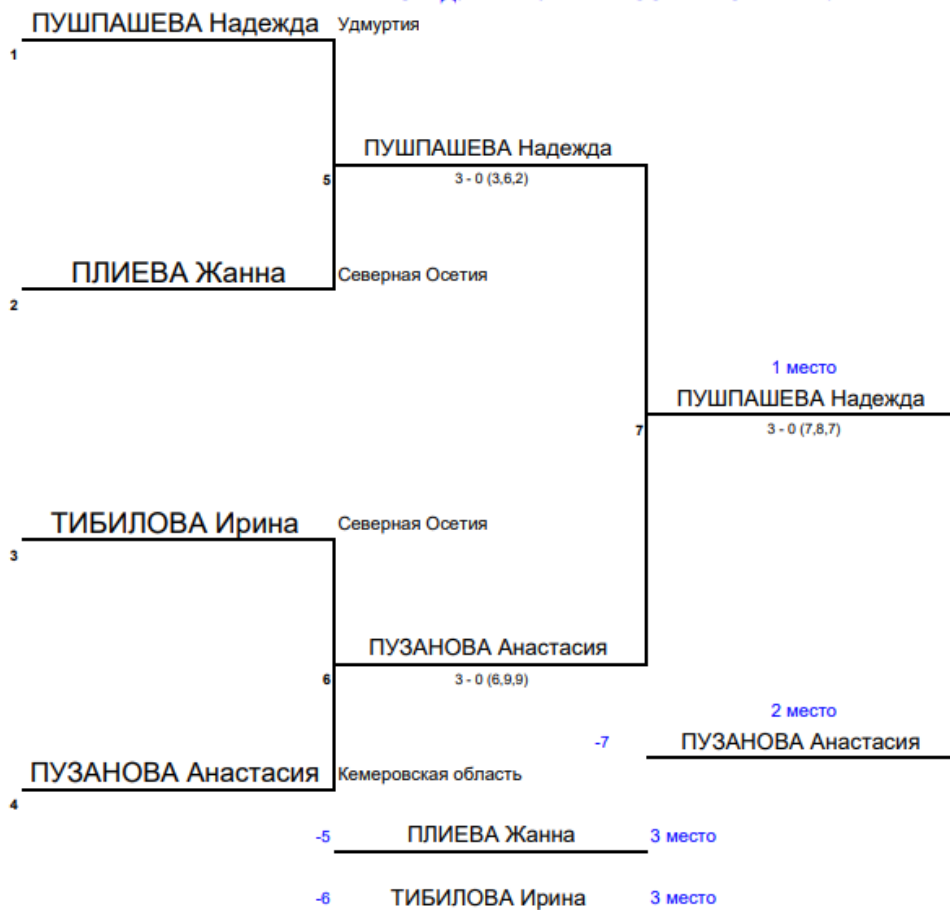 ПУШПАШЕВА Надежда Удмуртия
1
ПУШПАШЕВА Надежда
5 3 - 0 (3,6,2)
ПЛИЕВА Жанна Северная Осетия
2
1 место
ПУШПАШЕВА Надежда
7 3 - 0 (7,8,7)
ТИБИЛОВА Ирина Северная Осетия
3
ПУЗАНОВА Анастасия
6 3 - 0 (6,9,9)
2 место
-7 ПУЗАНОВА Анастасия
ПУЗАНОВА Анастасия Кемеровская область
4
-5 ПЛИЕВА Жанна 3 место
-6 ТИБИЛОВА Ирина 3 место